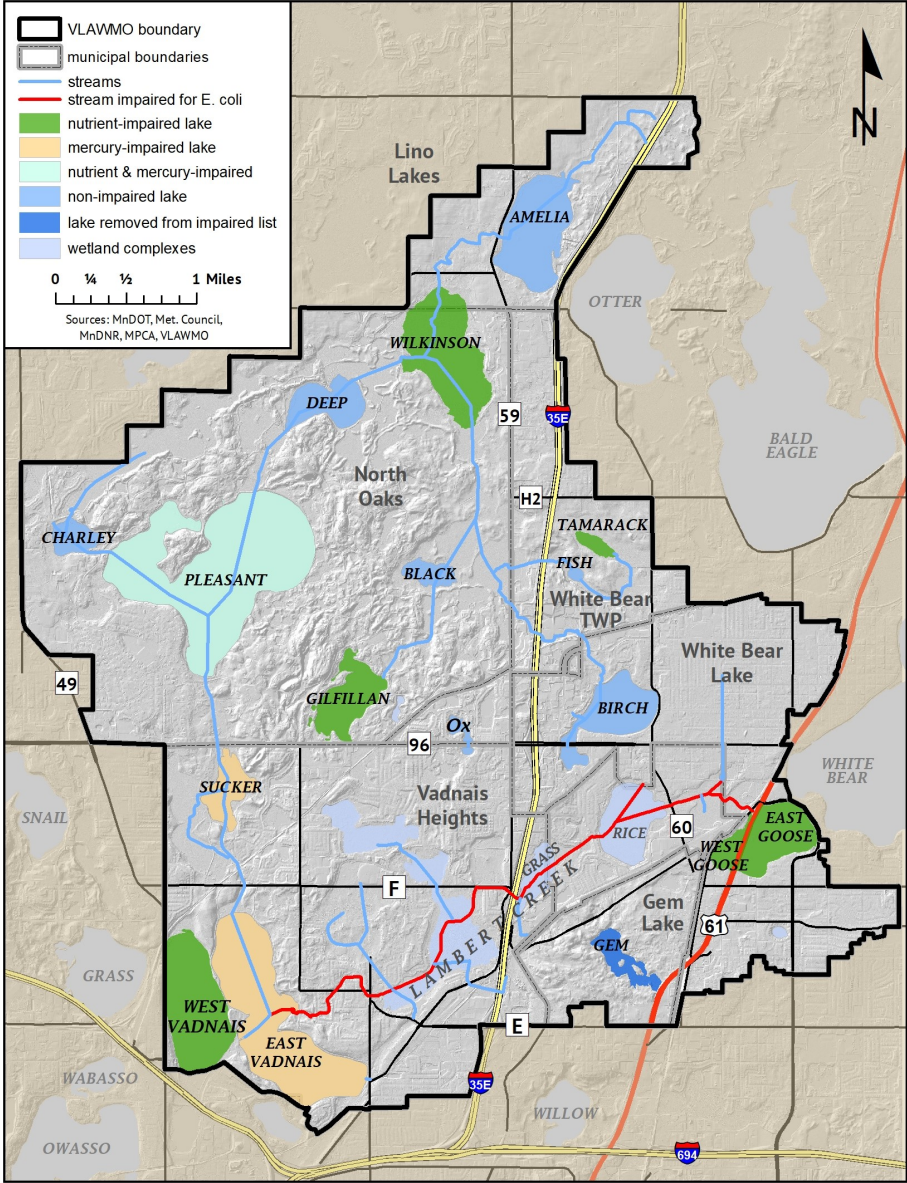 VLAWMO boundary
municipal boundaries
streams
stream impaired for E. coli
nutrient-impaired lake
mercury-impaired lake
nutrient & mercury-impaired
non-impaired lake
lake removed from impaired list
wetland complexes
0 ¼ ½ 1 Miles
Sources: MnDOT, Met. Council,
MnDNR, MPCA, VLAWMO
N
Lino
Lakes
AMELIA
OTTER
WILKINSON
DEEP
59
35E
BALD
EAGLE
North
Oaks
H2
TAMARACK
CHARLEY
FISH
PLEASANT
BLACK
White Bear
TWP
White Bear
Lake
49
GILFILLAN
BIRCH
Ox
96
WHITE
BEAR
SUCKER
Vadnais
Heights
SNAIL
RICE
60
EAST
GOOSE
WEST
GOOSE
GRASS
F
LAMBERT CREEK
Gem
Lake
61
GEM
GRASS
WEST
VADNAIS
E
EAST
VADNAIS
WABASSO
35E
WILLOW
OWASSO
694